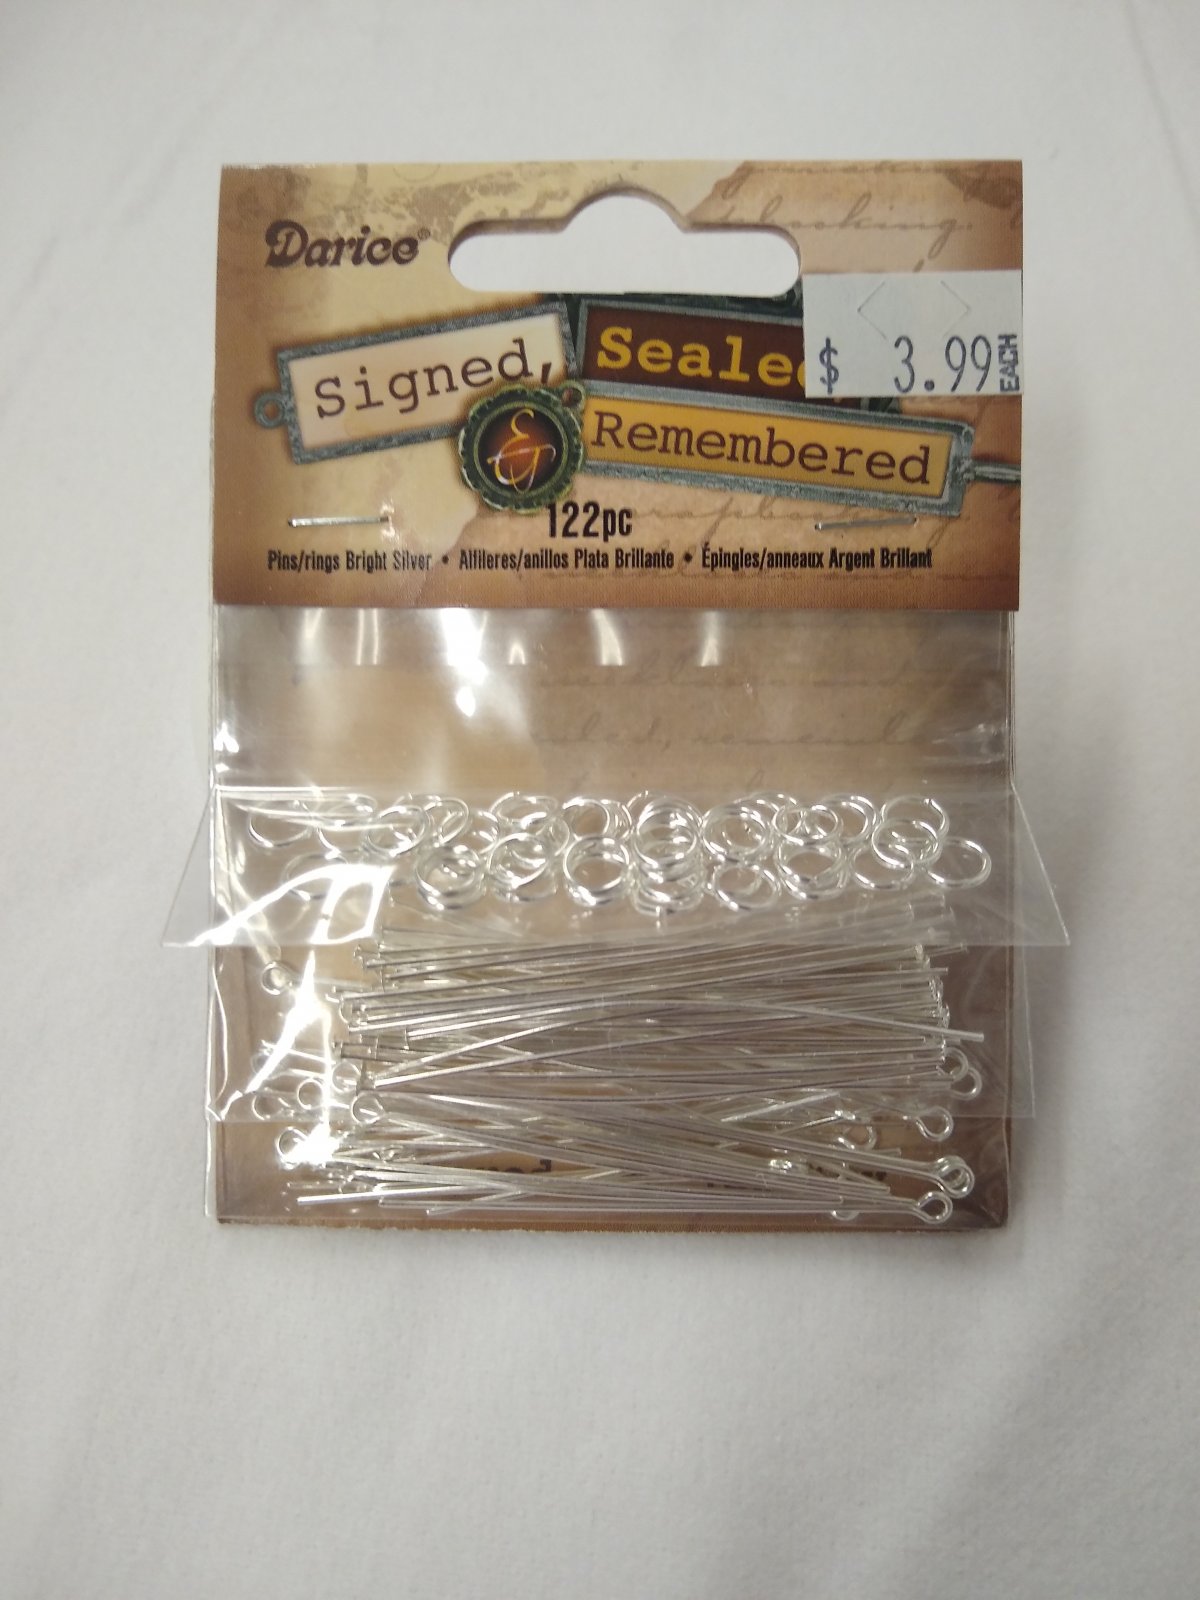 Darice®
Signed,
Seale
$ 3.99 EACH
&
Remembered
122pc
Pins/rings Bright Silver • Alfileres/anillos Plata Brillante • Épingles/anneaux Argent Brillant